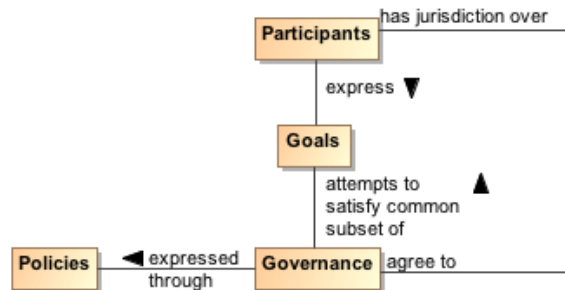 has jurisdiction over
Participants
express
Goals
attempts to
satisfy common
subset of
Policies
expressed
through
Governance
agree to